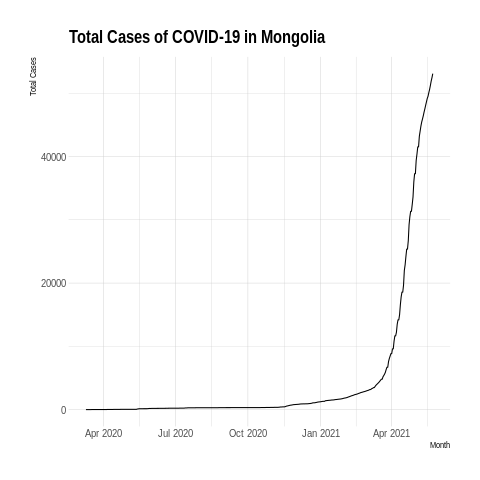 Total Cases of COVID-19 in Mongolia
Total Cases
40000
20000
0
Apr 2020 Jul 2020 Oct 2020 Jan 2021 Apr 2021
Month